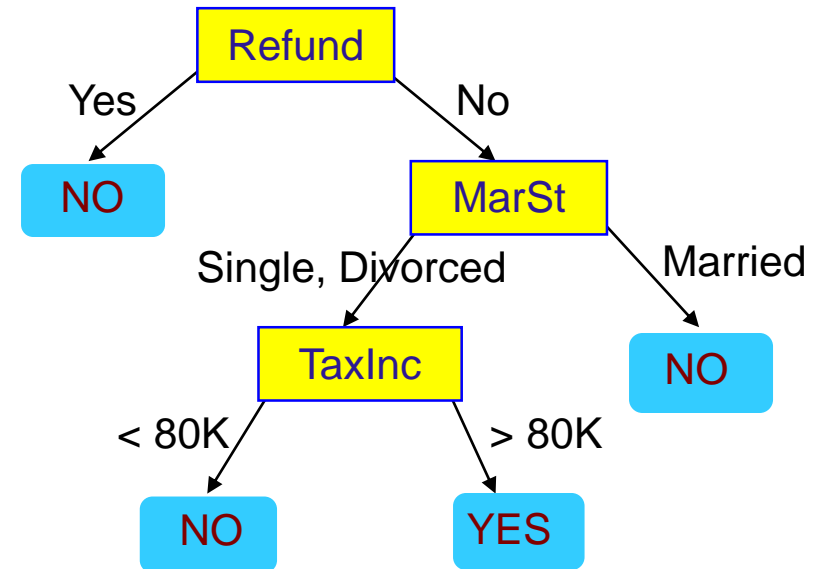 Refund
Yes
No
NO
MarSt
Single, Divorced
Married
TaxInc
NO
< 80K
> 80K
NO
YES